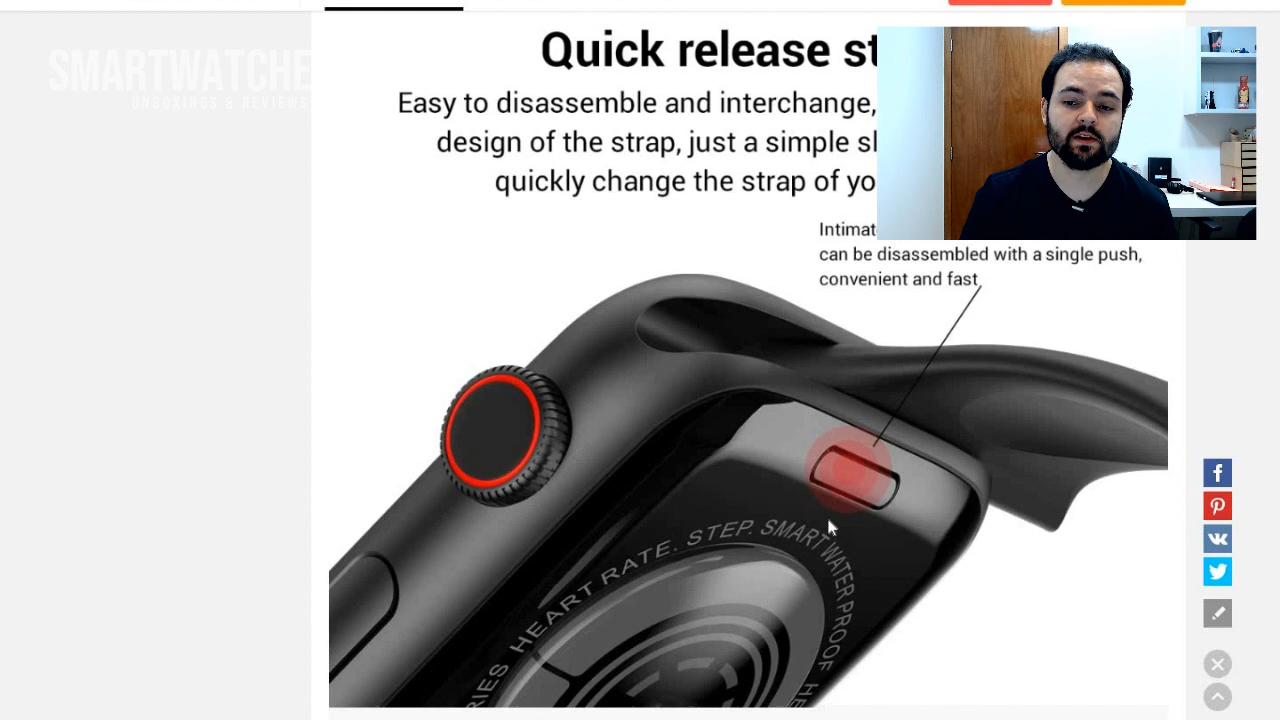 SMARTWATCHE
UNBOXINGS & REVIEWS
Quick release st
Easy to disassemble and interchange,
design of the strap, just a simple sl
quickly change the strap of yo
Intimat
can be disassembled with a single push,
convenient and fast
RIES HEART RATE. STEP. SMART WATERPROOF HE